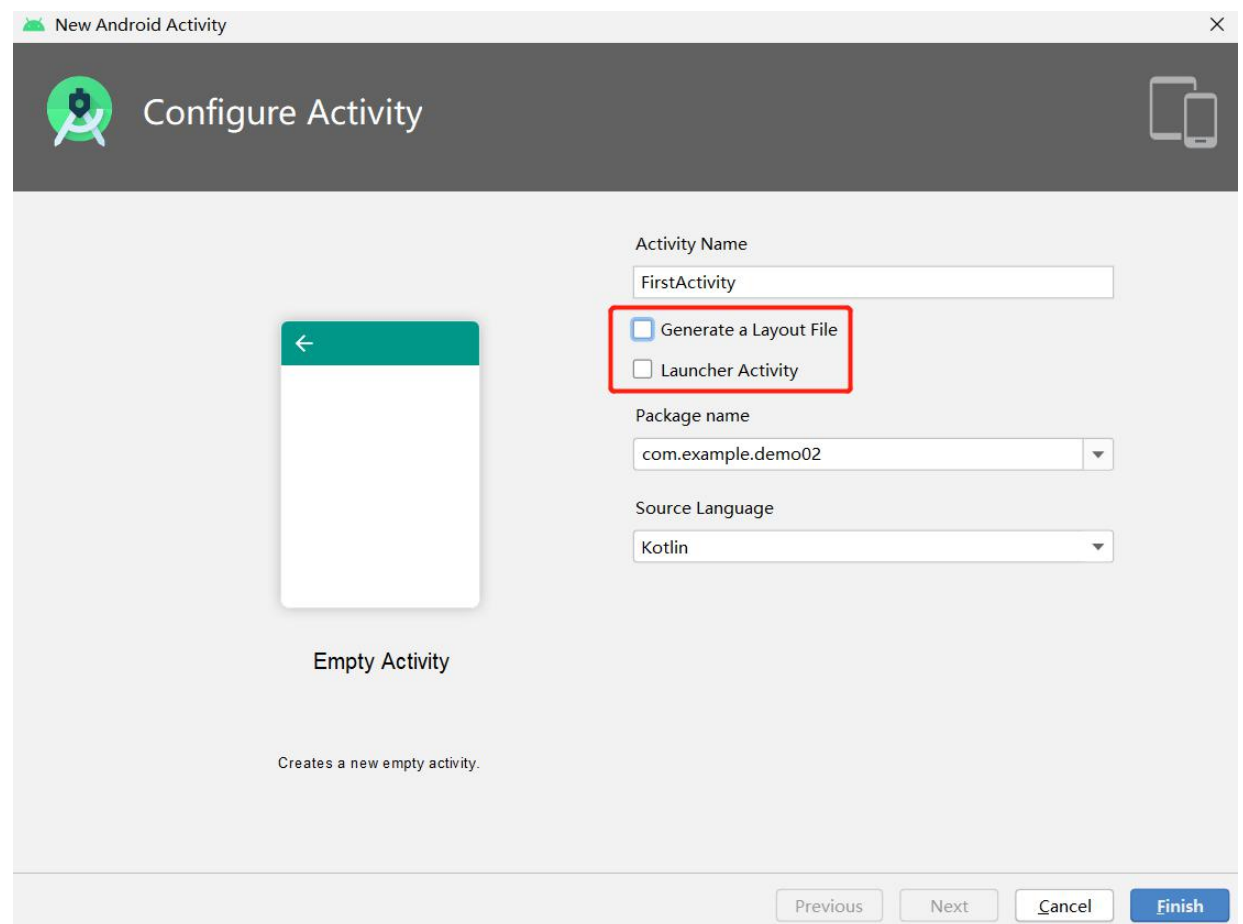 New Android Activity
Configure Activity
Activity Name
FirstActivity
Generate a Layout File
Launcher Activity
Package name
com.example.demo02
Source Language
Kotlin
Empty Activity
Creates a new empty activity.
Previous
Next
Cancel
Finish